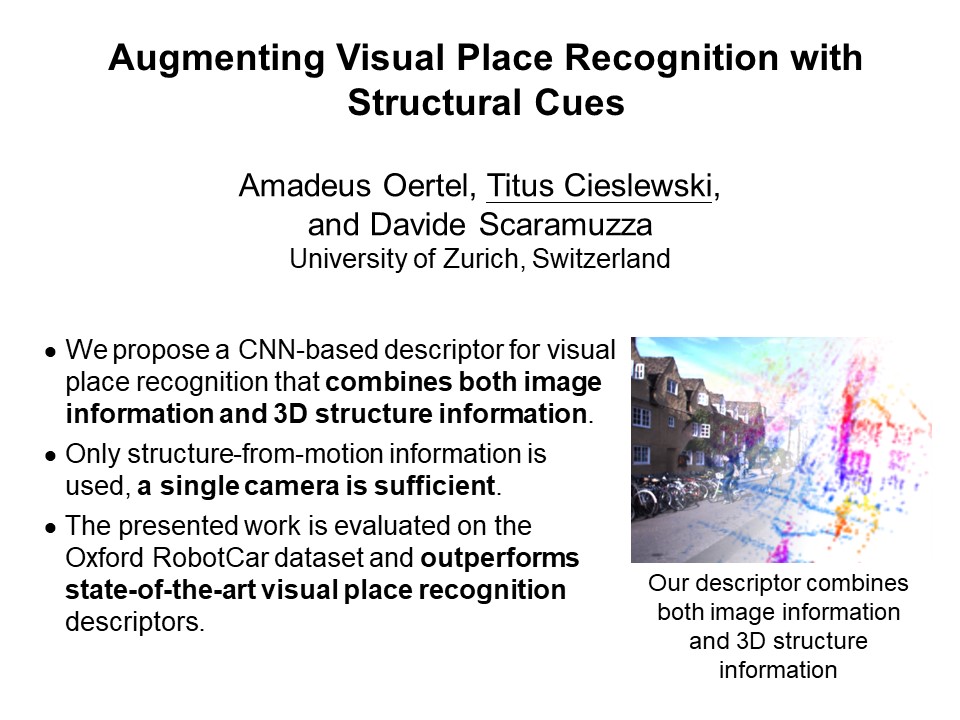 Augmenting Visual Place Recognition with
Structural Cues
Amadeus Oertel, Titus Cieslewski,
and Davide Scaramuzza
University of Zurich, Switzerland
● We propose a CNN-based descriptor for visual
place recognition that combines both image
information and 3D structure information.
● Only structure-from-motion information is
used, a single camera is sufficient.
● The presented work is evaluated on the
Oxford RobotCar dataset and outperforms
state-of-the-art visual place recognition
descriptors.
Our descriptor combines
both image information
and 3D structure
information